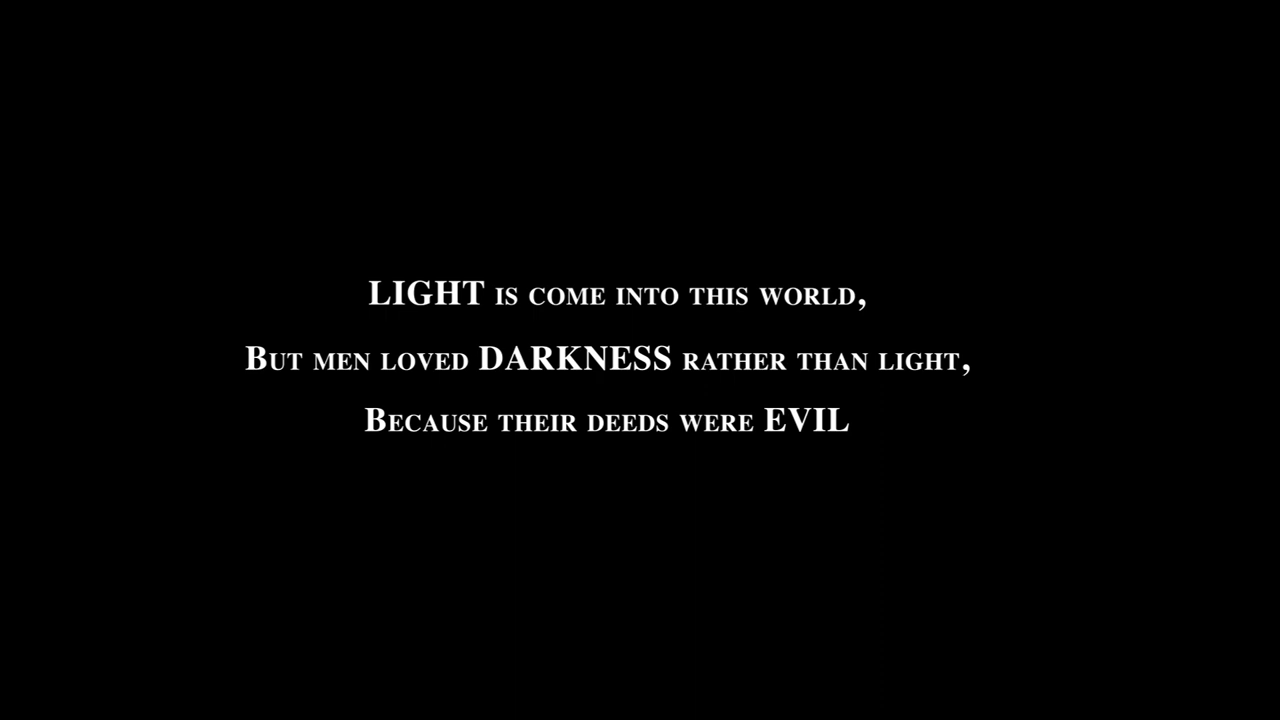 LIGHT is come into this world,
But men loved DARKNESS rather than light,
Because their deeds were EVIL